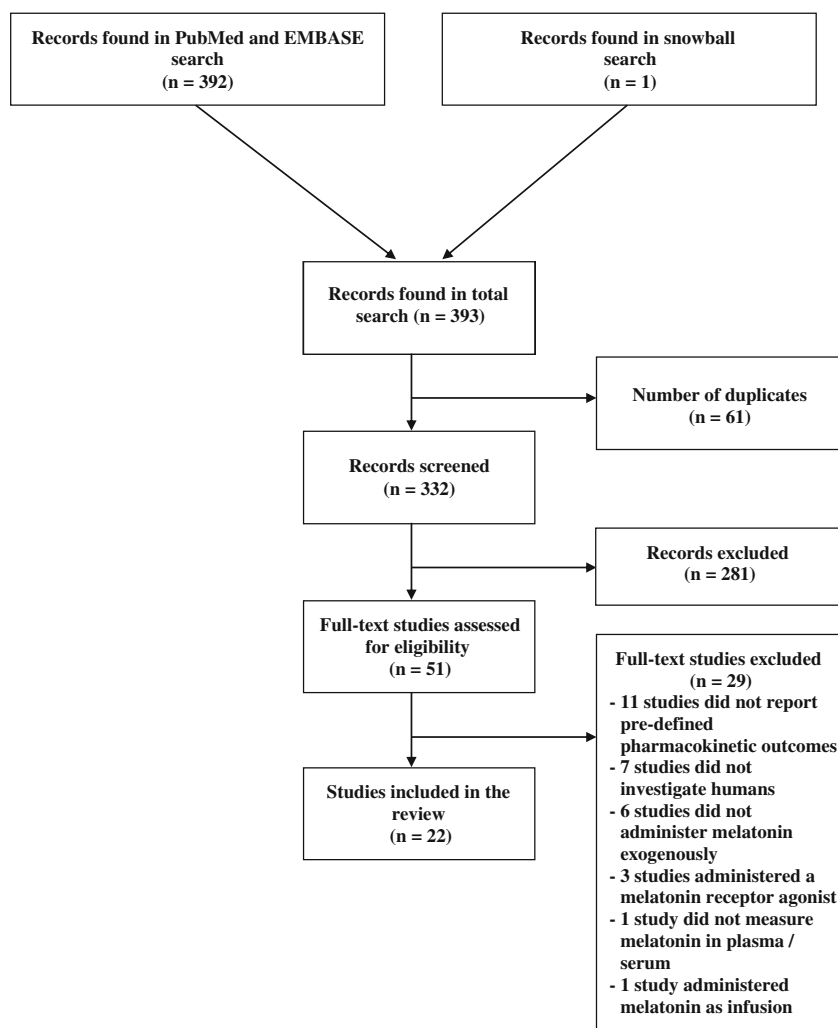 Records found in PubMed and EMBASE
search
(n = 392)
Records found in snowball
search
(n = 1)
Records found in total
search (n = 393)
Number of duplicates
(n = 61)
Records screened
(n = 332)
Records excluded
(n = 281)
Full-text studies assessed
for eligibility
(n = 51)
Full-text studies excluded
(n = 29)
- 11 studies did not report
pre-defined
pharmacokinetic outcomes
- 7 studies did not
investigate humans
- 6 studies did not
administer melatonin
exogenously
- 3 studies administered a
melatonin receptor agonist
- 1 study did not measure
melatonin in plasma /
serum
- 1 study administered
melatonin as infusion
Studies included in the
review
(n = 22)